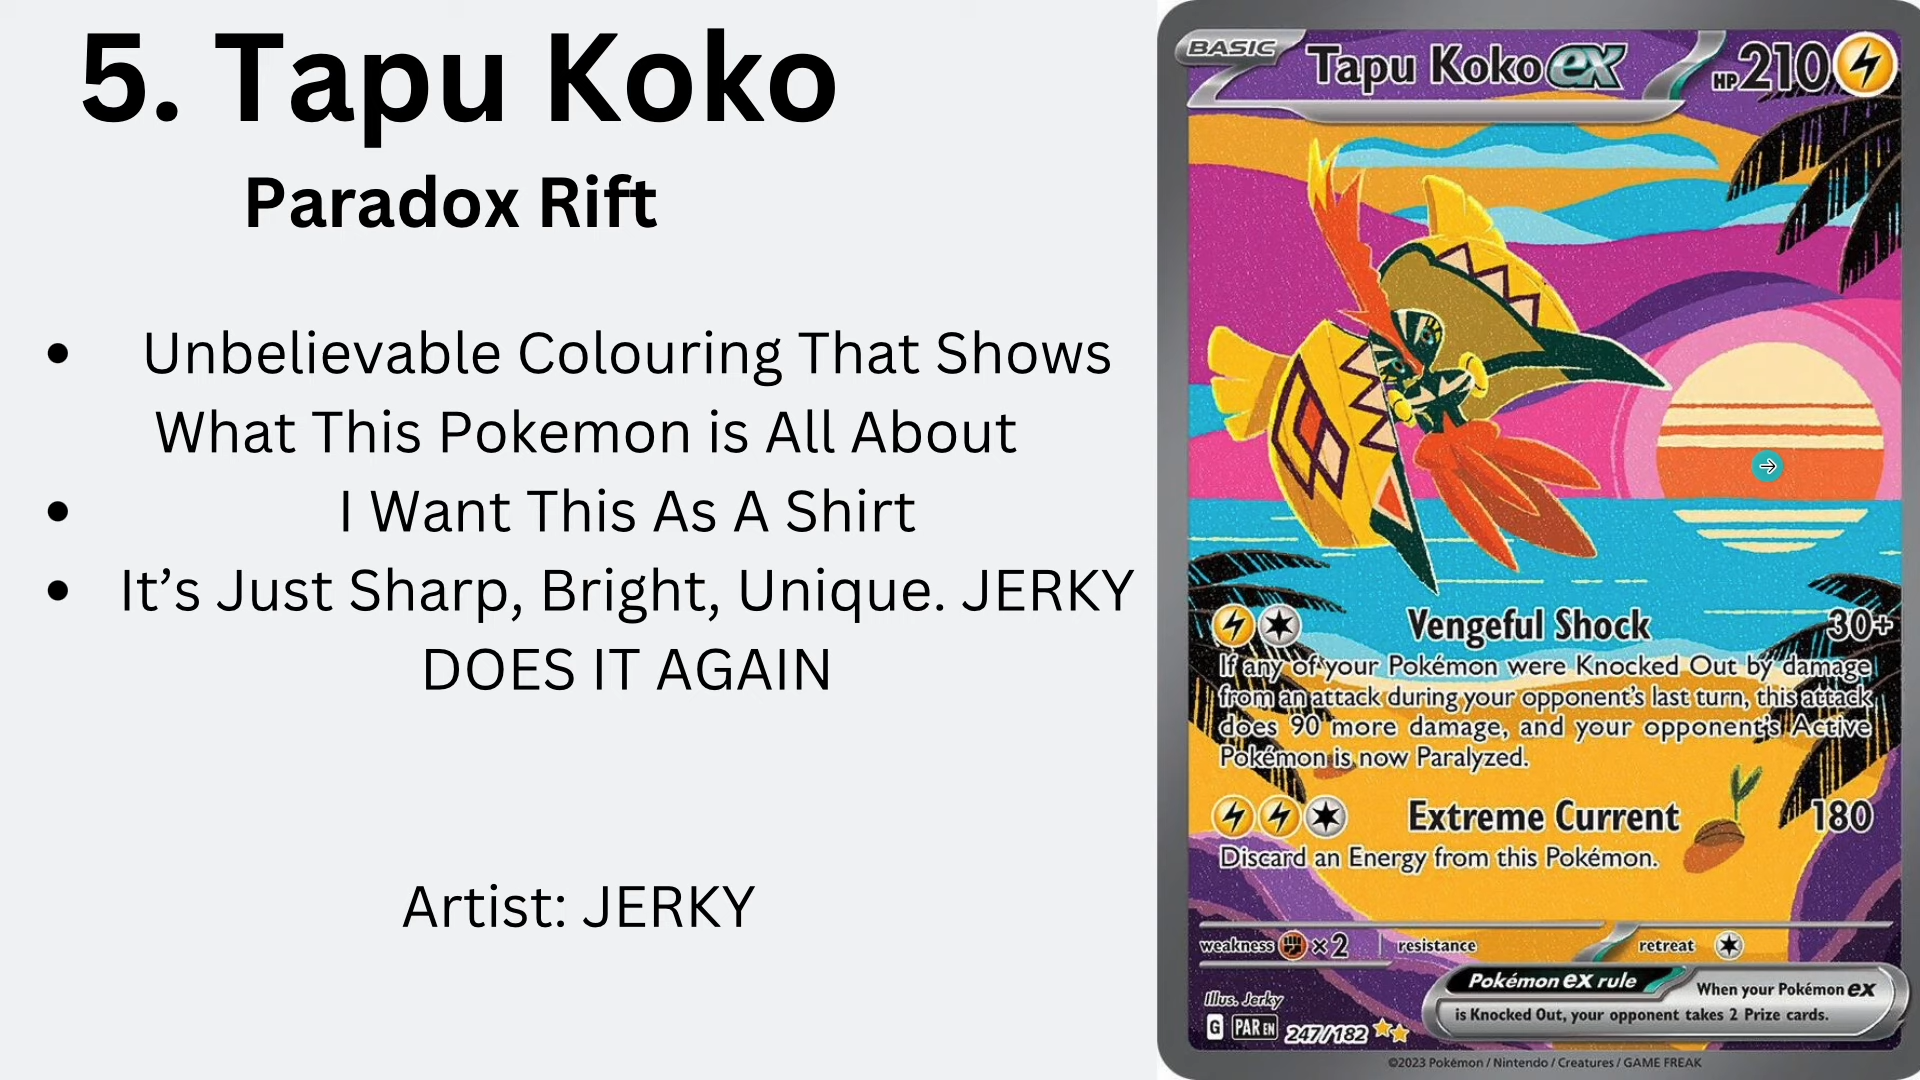 5. Tapu Koko
Paradox Rift
• Unbelievable Colouring That Shows
What This Pokemon is All About
• I Want This As A Shirt
• It's Just Sharp, Bright, Unique. JERKY
DOES IT AGAIN
Artist: JERKY
BASIC Tapu Koko ex HP 210
Vengeful Shock 30+
If any of your Pokémon were Knocked Out by damage
from an attack during your opponent's last turn, this attack
does 90 more damage, and your opponent's Active
Pokémon is now Paralyzed.
Extreme Current 180
Discard an Energy from this Pokémon.
weakness ×2 resistance retreat
Pokémon ex rule When your Pokémon ex
is Knocked Out, your opponent takes 2 Prize cards.
Illus. Jerky
G PAR EN 247/182
©2023 Pokémon / Nintendo / Creatures / GAME FREAK